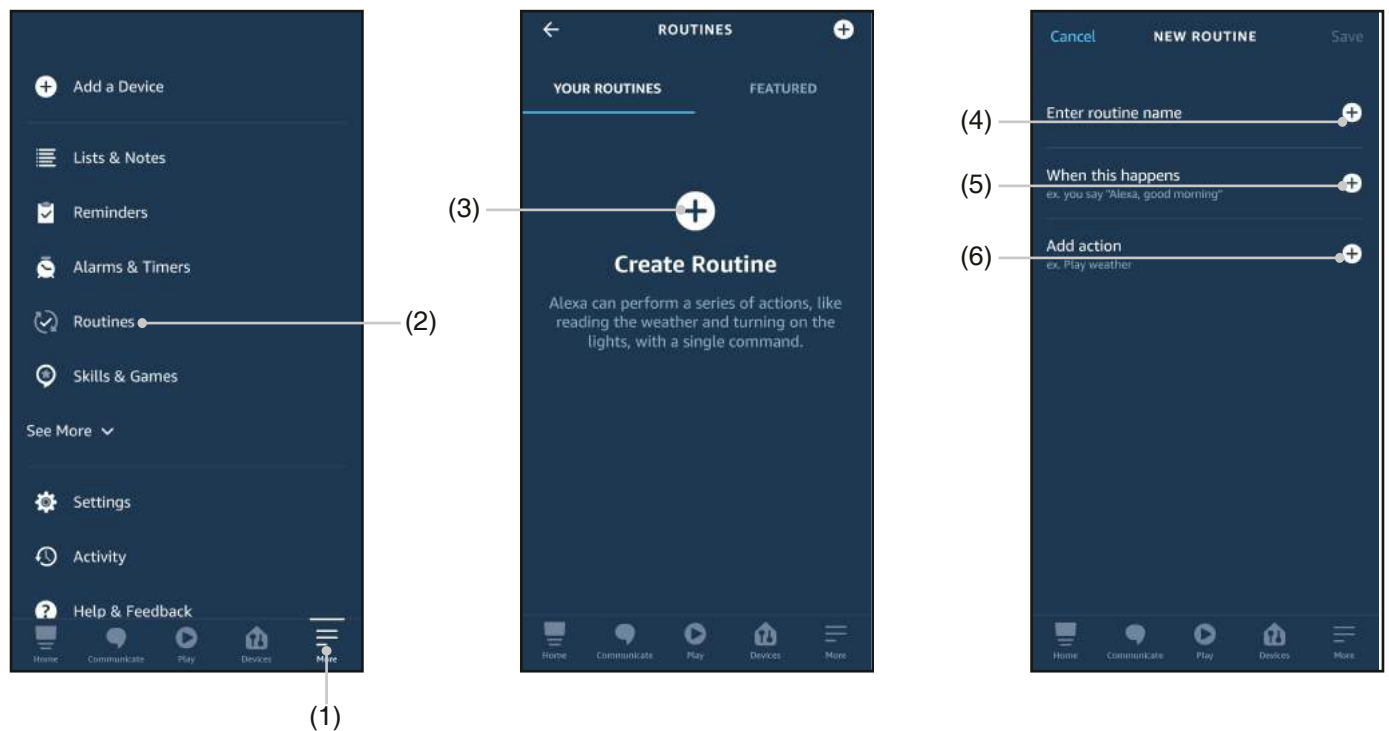 Add a Device
Lists & Notes
Reminders
Alarms & Timers
Routines
(2)
Skills & Games
See More
Settings
Activity
Help & Feedback
Home Communicate Play Devices More
(1)
ROUTINES
YOUR ROUTINES FEATURED
(3)
Create Routine
Alexa can perform a series of actions, like
reading the weather and turning on the
lights, with a single command.
Home Communicate Play Devices More
Cancel NEW ROUTINE Save
(4)
Enter routine name
(5)
When this happens
ex. you say "Alexa, good morning"
(6)
Add action
ex. Play weather
Home Communicate Play Devices More